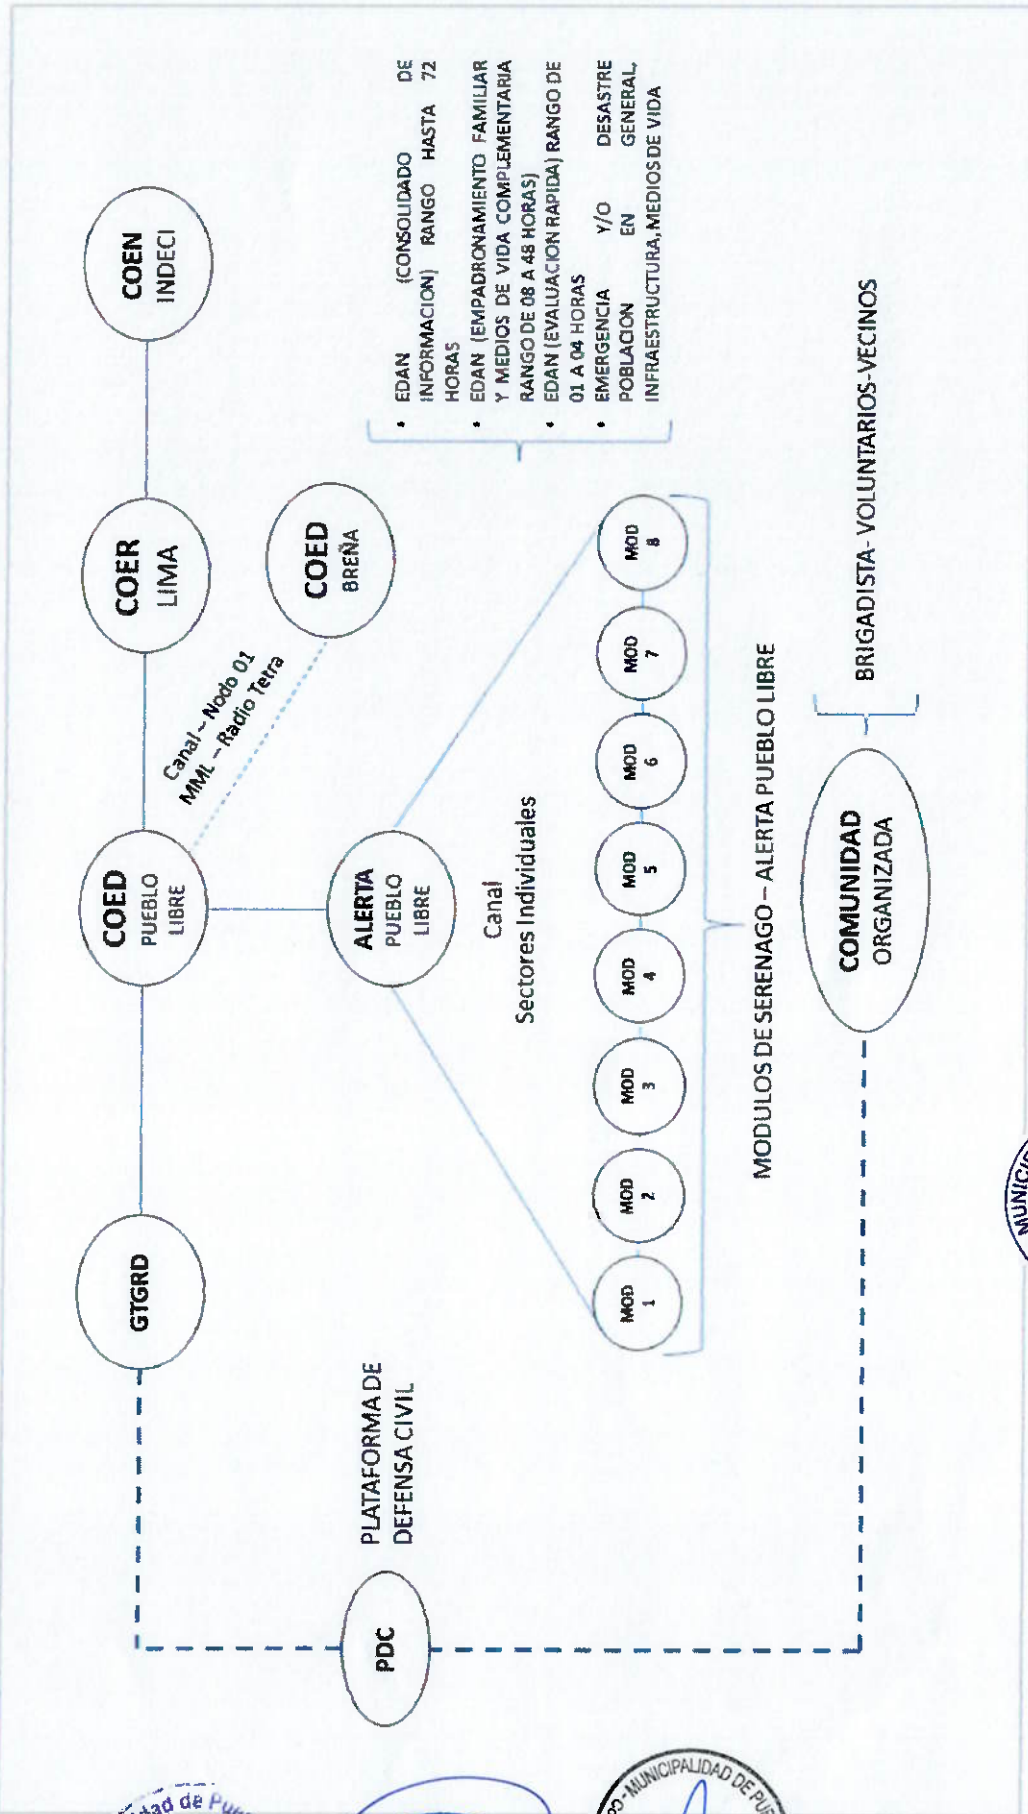 GTGRD
COED
PUEBLO
LIBRE
COER
LIMA
COEN
INDECI
Canal – Nodo 01
MML – Radio Tetra
COED
BREÑA
PDC
PLATAFORMA DE
DEFENSA CIVIL
ALERTA
PUEBLO
LIBRE
• EDAN (CONSOLIDADO DE
INFORMACION) RANGO HASTA 72
HORAS
• EDAN (EMPADRONAMIENTO FAMILIAR
Y MEDIOS DE VIDA COMPLEMENTARIA
RANGO DE 08 A 48 HORAS)
• EDAN (EVALUACION RAPIDA) RANGO DE
01 A 04 HORAS
• EMERGENCIA Y/O DESASTRE
POBLACION EN GENERAL,
INFRAESTRUCTURA, MEDIOS DE VIDA
Canal
Sectores Individuales
MOD
1
MOD
2
MOD
3
MOD
4
MOD
5
MOD
6
MOD
7
MOD
8
MODULOS DE SERENAGO – ALERTA PUEBLO LIBRE
COMUNIDAD
ORGANIZADA
BRIGADISTA- VOLUNTARIOS-VECINOS
de
MUNICIPALIDAD DE